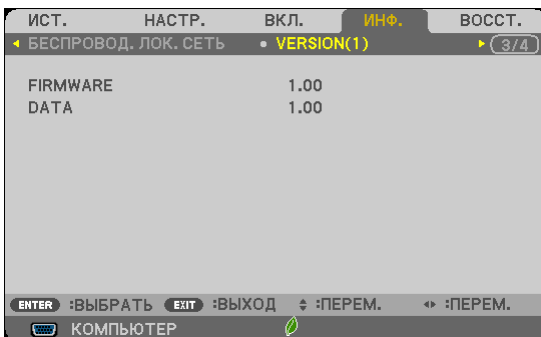 ИСТ. НАСТР. ВКЛ. ИНФ. ВОССТ.
БЕСПРОВОД. ЛОК. СЕТЬ • VERSION(1) 3/4
FIRMWARE 1.00
DATA 1.00
ENTER :ВЫБРАТЬ EXIT :ВЫХОД :ПЕРЕМ. :ПЕРЕМ.
КОМПЬЮТЕР